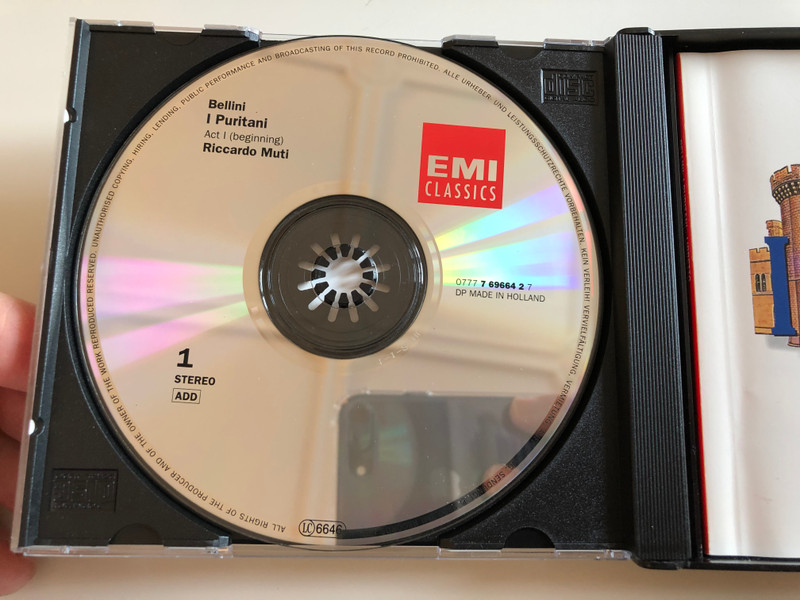 Bellini
I Puritani
Act I (beginning)
Riccardo Muti
EMI
CLASSICS
0777 7 69664 2 7
DP MADE IN HOLLAND
1
STEREO
ADD
LC 6646
ALL RIGHTS OF THE PRODUCER AND OF THE OWNER OF THE WORK REPRODUCED RESERVED. UNAUTHORISED COPYING, HIRING, LENDING, PUBLIC PERFORMANCE AND BROADCASTING OF THIS RECORD PROHIBITED. ALLE URHEBER- UND LEISTUNGSSCHUTZRECHTE VORBEHALTEN. KEIN VERLEIH! VERVIELFÄLTIGUNG, VERMIETUNG,
I